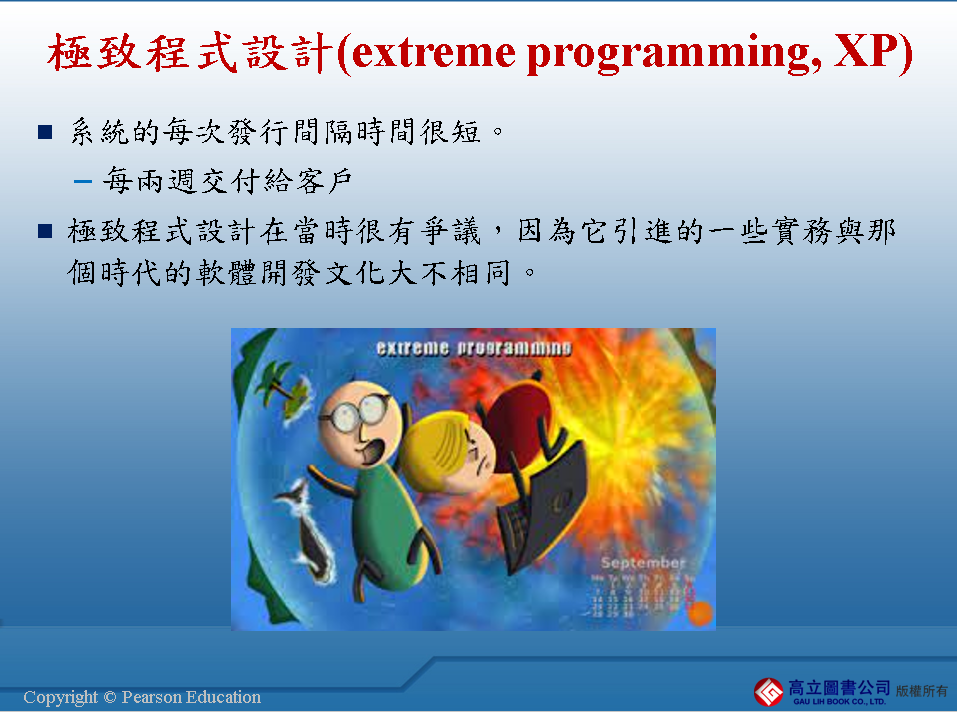 極致程式設計(extreme programming, XP)
系統的每次發行間隔時間很短。
– 每兩週交付給客戶
極致程式設計在當時很有爭議，因為它引進的一些實務與那
個時代的軟體開發文化大不相同。
extreme programming
September
Copyright © Pearson Education
高立圖書公司 版權所有
GAU LIH BOOK CO., LTD.